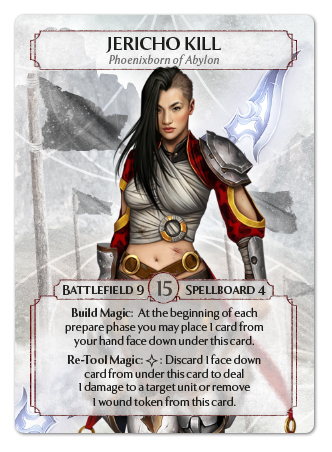 JERICHO KILL
Phoenixborn of Abylon
BATTLEFIELD 9 15 SPELLBOARD 4
Build Magic: At the beginning of each
prepare phase you may place 1 card from
your hand face down under this card.
Re-Tool Magic: ✧ : Discard 1 face down
card from under this card to deal
1 damage to a target unit or remove
1 wound token from this card.